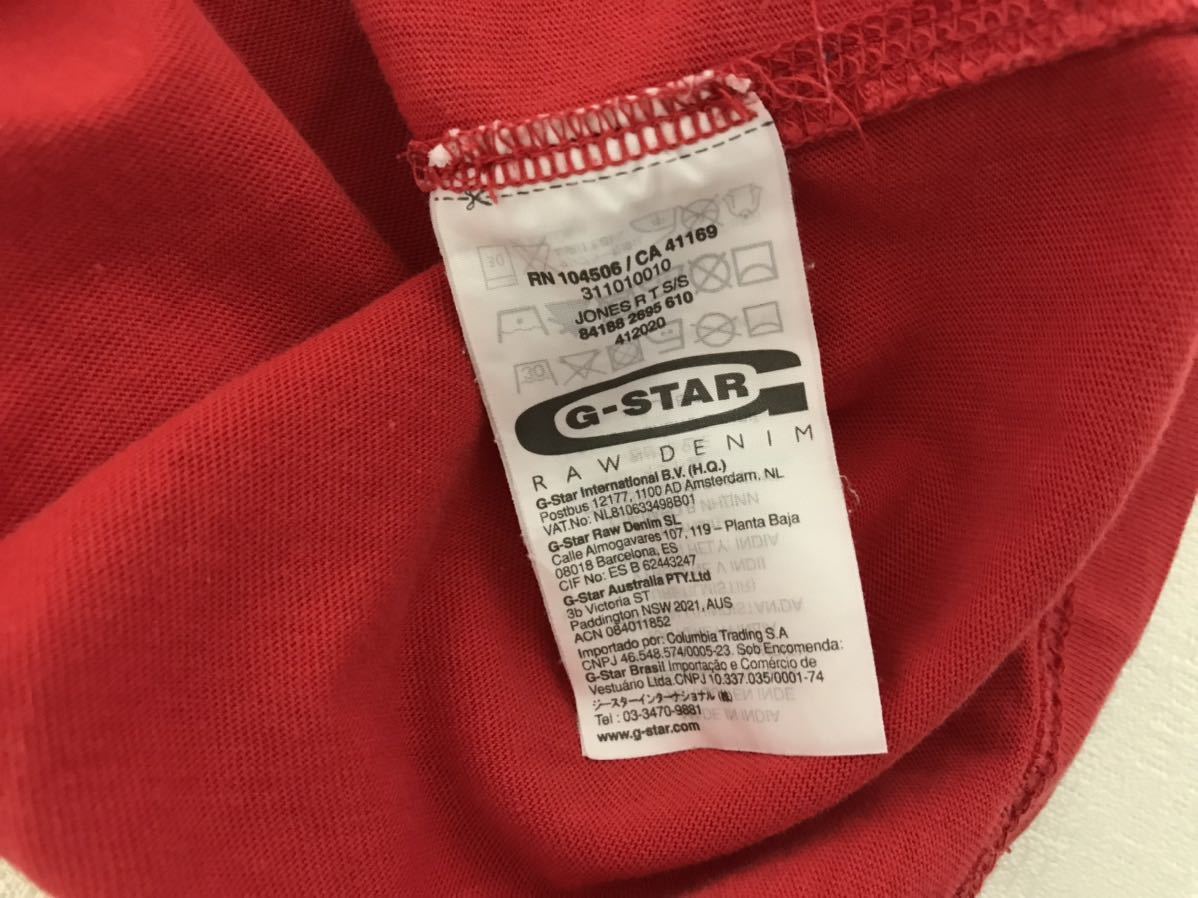 RN 104506 / CA 41169
311010010
JONES R T S/S
84186 2695 610
412020
G-STAR
RAW DENIM
G-Star International B.V. (H.Q.)
Postbus 12177, 1100 AD Amsterdam, NL
VAT.No: NL810633498B01
G-Star Raw Denim SL
Calle Almogavares 107, 119 – Planta Baja
08018 Barcelona, ES
CIF No: ES B 62443247
G-Star Australia PTY.Ltd
3b Victoria ST
Paddington NSW 2021, AUS
ACN 084011852
Importado por: Columbia Trading S.A
CNPJ 46.548.574/0005-23. Sob Encomenda:
G-Star Brasil Importação e Comércio de
Vestuário Ltda.CNPJ 10.337.035/0001-74
ジースターインターナショナル(株)
Tel : 03-3470-9881
www.g-star.com